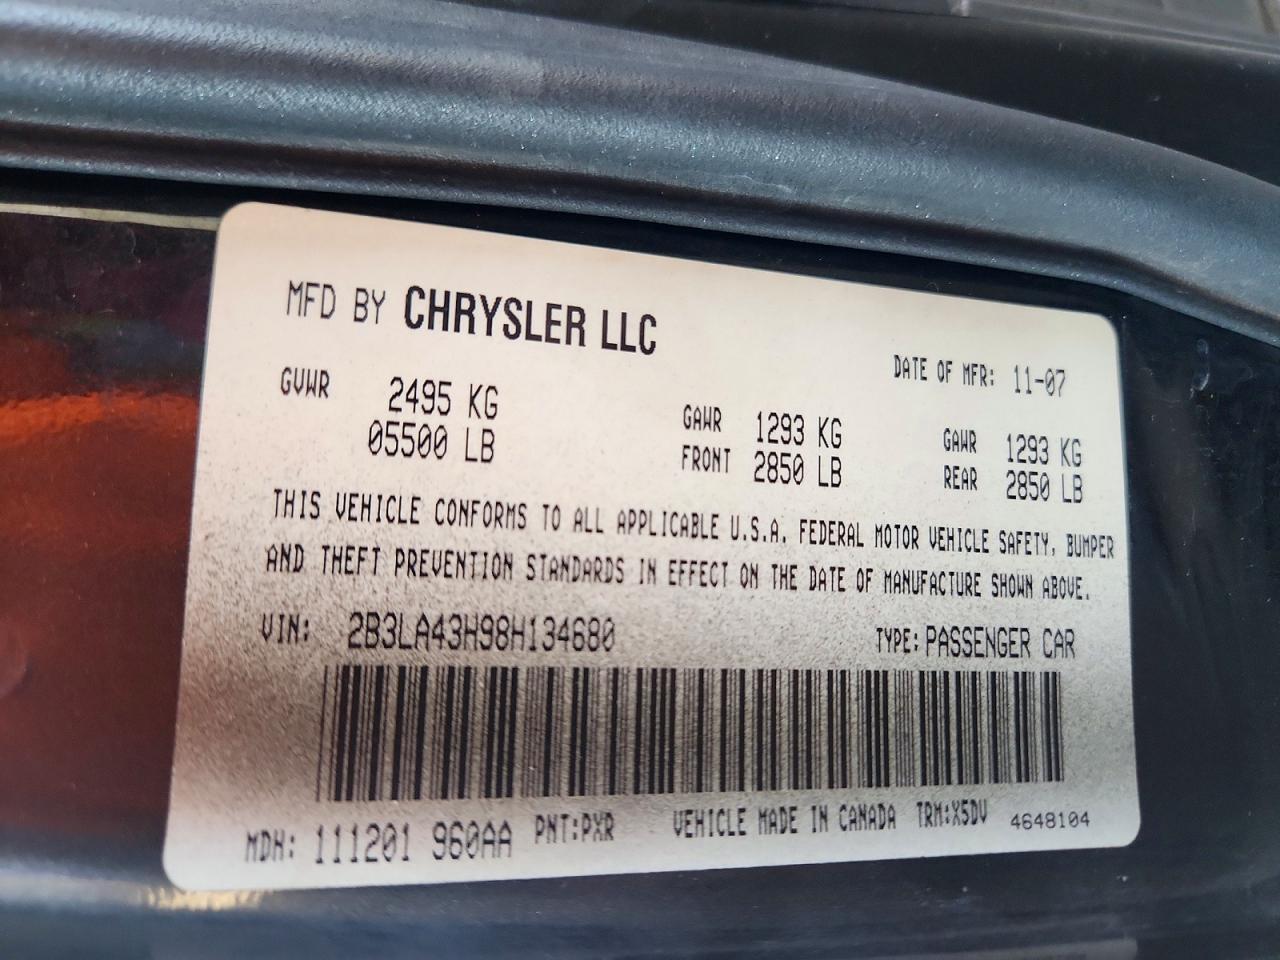 MFD BY CHRYSLER LLC
DATE OF MFR: 11-07
GVWR 2495 KG
05500 LB
GAWR FRONT 1293 KG
2850 LB
GAWR REAR 1293 KG
2850 LB
THIS VEHICLE CONFORMS TO ALL APPLICABLE U.S.A. FEDERAL MOTOR VEHICLE SAFETY, BUMPER
AND THEFT PREVENTION STANDARDS IN EFFECT ON THE DATE OF MANUFACTURE SHOWN ABOVE.
VIN: 2B3LA43H98H134680 TYPE: PASSENGER CAR
MDH: 111201 960AA PNT:PXR VEHICLE MADE IN CANADA TRM:X5DV 4648104